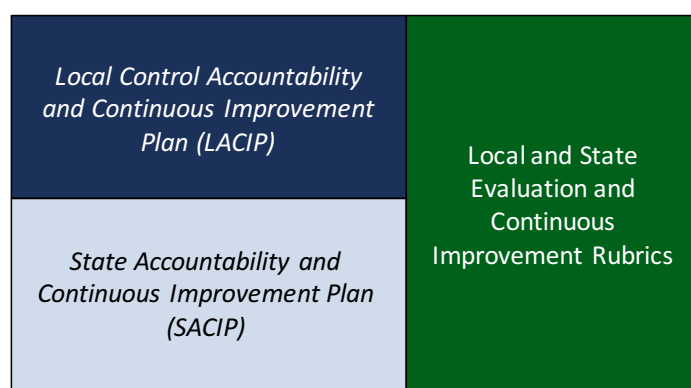 Local Control Accountability
and Continuous Improvement
Plan (LACIP)
State Accountability and
Continuous Improvement Plan
(SACIP)
Local and State
Evaluation and
Continuous
Improvement Rubrics